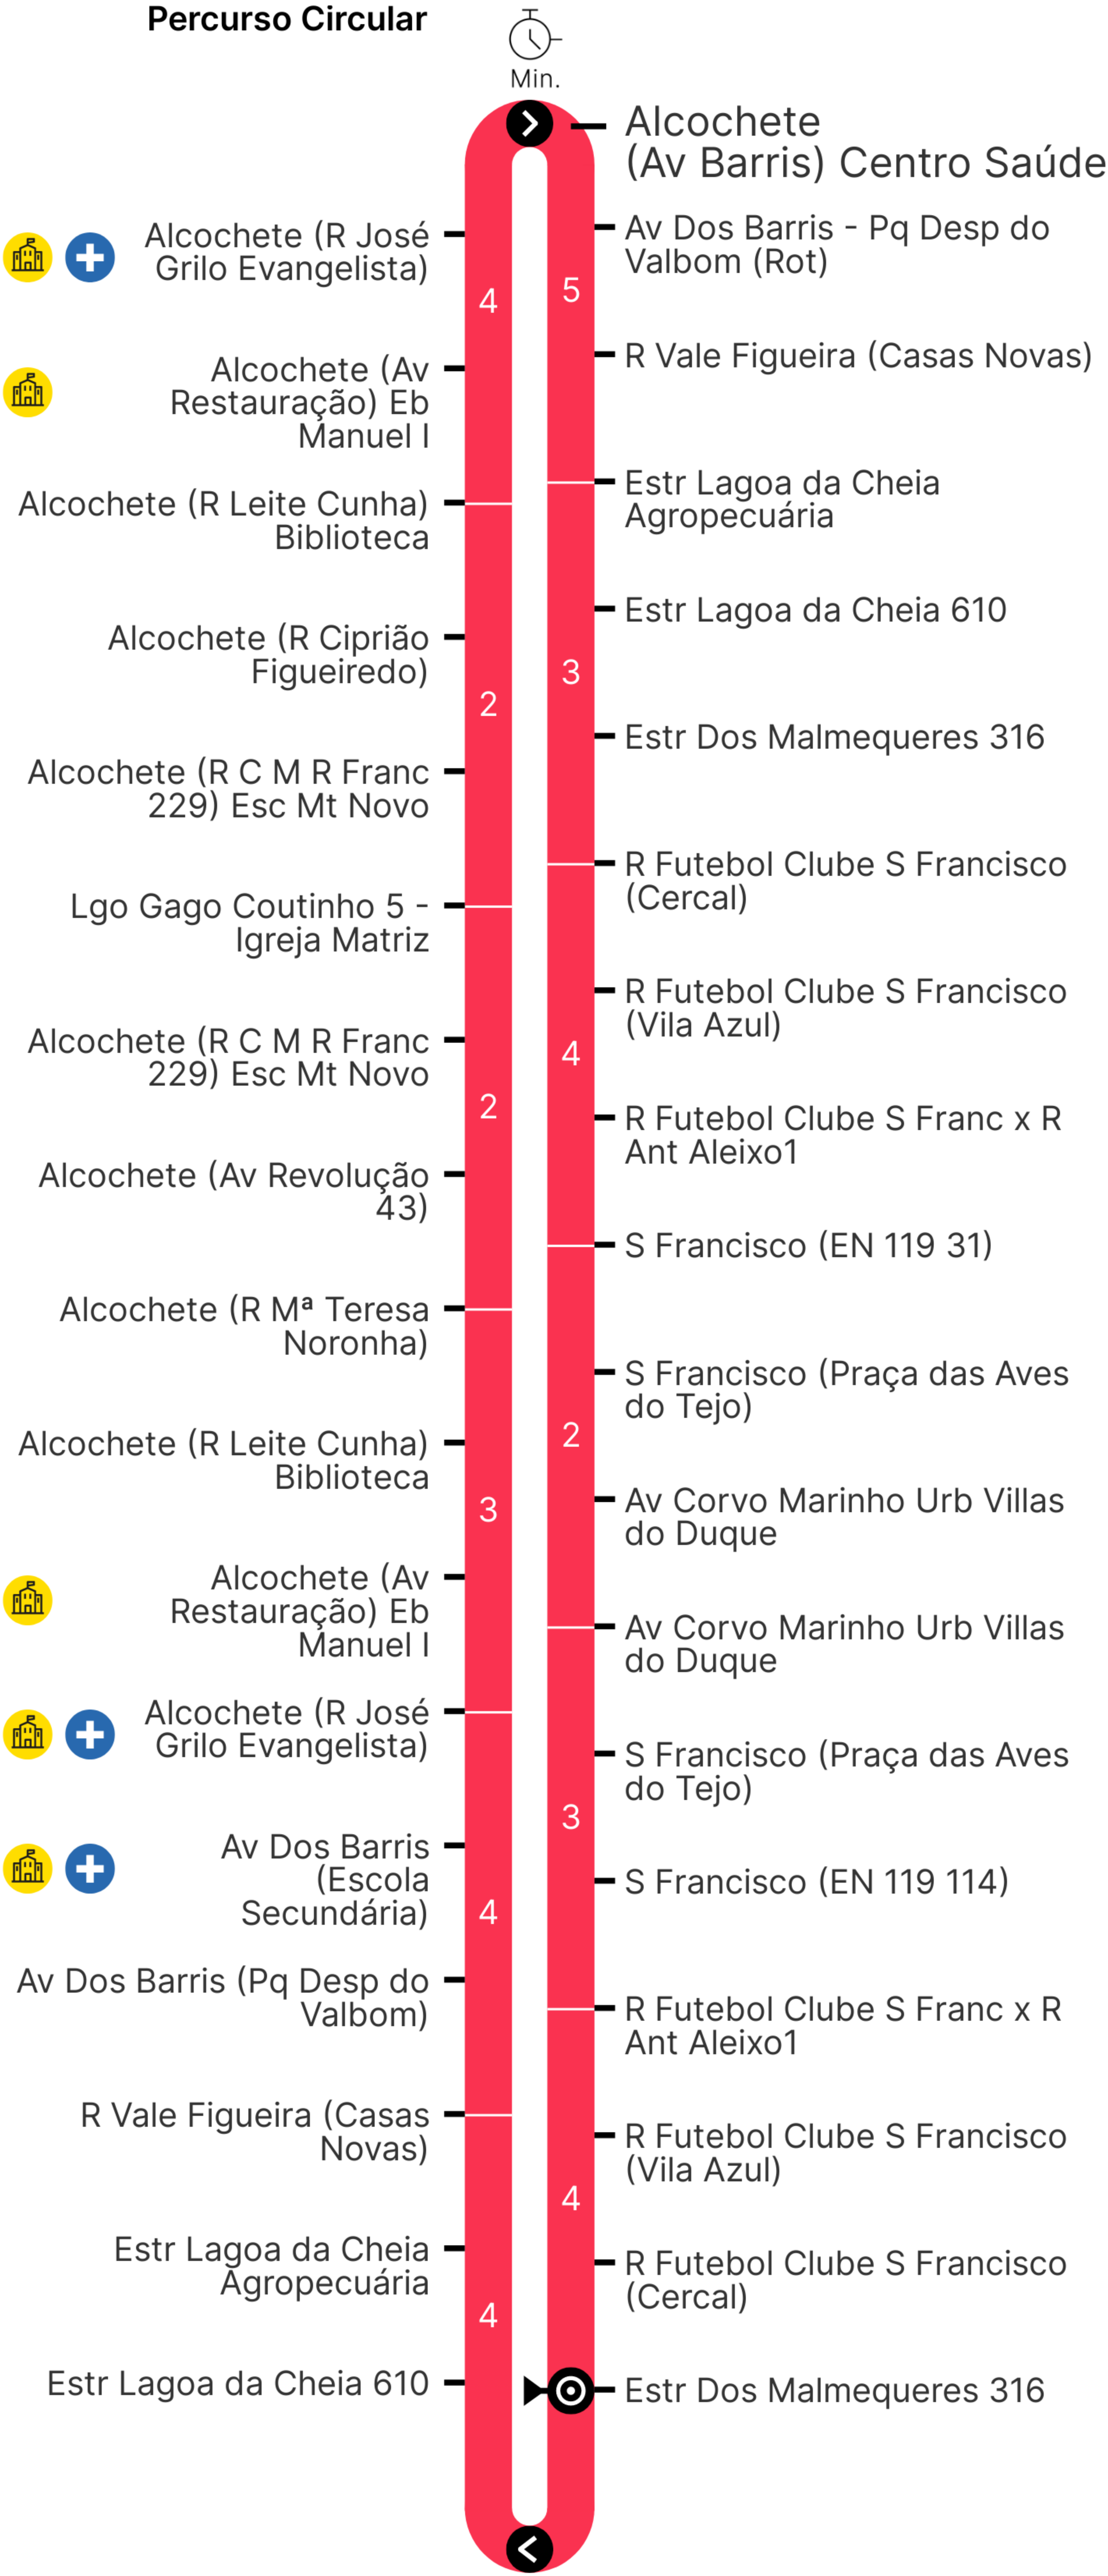 Percurso Circular
Min.
Alcochete
(Av Barris) Centro Saúde
Av Dos Barris - Pq Desp do
Valbom (Rot)
5
R Vale Figueira (Casas Novas)
Estr Lagoa da Cheia
Agropecuária
Estr Lagoa da Cheia 610
3
Estr Dos Malmequeres 316
R Futebol Clube S Francisco
(Cercal)
R Futebol Clube S Francisco
(Vila Azul)
4
R Futebol Clube S Franc x R
Ant Aleixo1
S Francisco (EN 119 31)
S Francisco (Praça das Aves
do Tejo)
2
Av Corvo Marinho Urb Villas
do Duque
Av Corvo Marinho Urb Villas
do Duque
S Francisco (Praça das Aves
do Tejo)
3
S Francisco (EN 119 114)
R Futebol Clube S Franc x R
Ant Aleixo1
R Futebol Clube S Francisco
(Vila Azul)
4
R Futebol Clube S Francisco
(Cercal)
Estr Dos Malmequeres 316
Alcochete (R José
Grilo Evangelista)
4
Alcochete (Av
Restauração) Eb
Manuel I
Alcochete (R Leite Cunha)
Biblioteca
Alcochete (R Ciprião
Figueiredo)
2
Alcochete (R C M R Franc
229) Esc Mt Novo
Lgo Gago Coutinho 5 -
Igreja Matriz
Alcochete (R C M R Franc
229) Esc Mt Novo
2
Alcochete (Av Revolução
43)
Alcochete (R Mª Teresa
Noronha)
Alcochete (R Leite Cunha)
Biblioteca
3
Alcochete (Av
Restauração) Eb
Manuel I
Alcochete (R José
Grilo Evangelista)
Av Dos Barris
(Escola
Secundária)
4
Av Dos Barris (Pq Desp do
Valbom)
R Vale Figueira (Casas
Novas)
Estr Lagoa da Cheia
Agropecuária
4
Estr Lagoa da Cheia 610